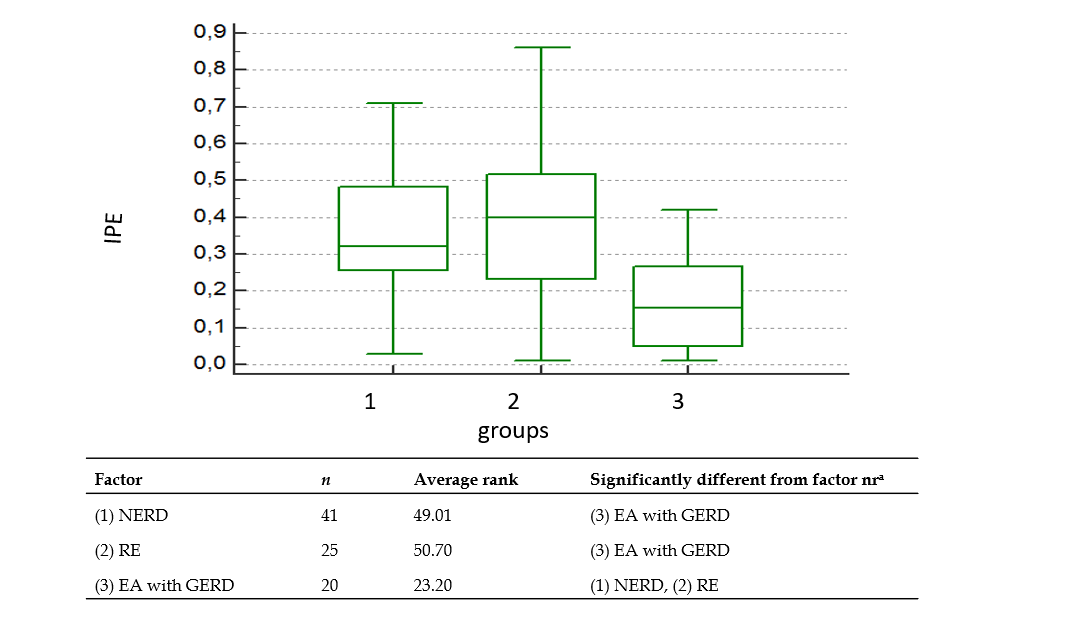 0,9
0,8
0,7
0,6
0,5
0,4
0,3
0,2
0,1
0,0
IPE
1 2 3
groups
Factor n Average rank Significantly different from factor nrª
(1) NERD 41 49.01 (3) EA with GERD
(2) RE 25 50.70 (3) EA with GERD
(3) EA with GERD 20 23.20 (1) NERD, (2) RE